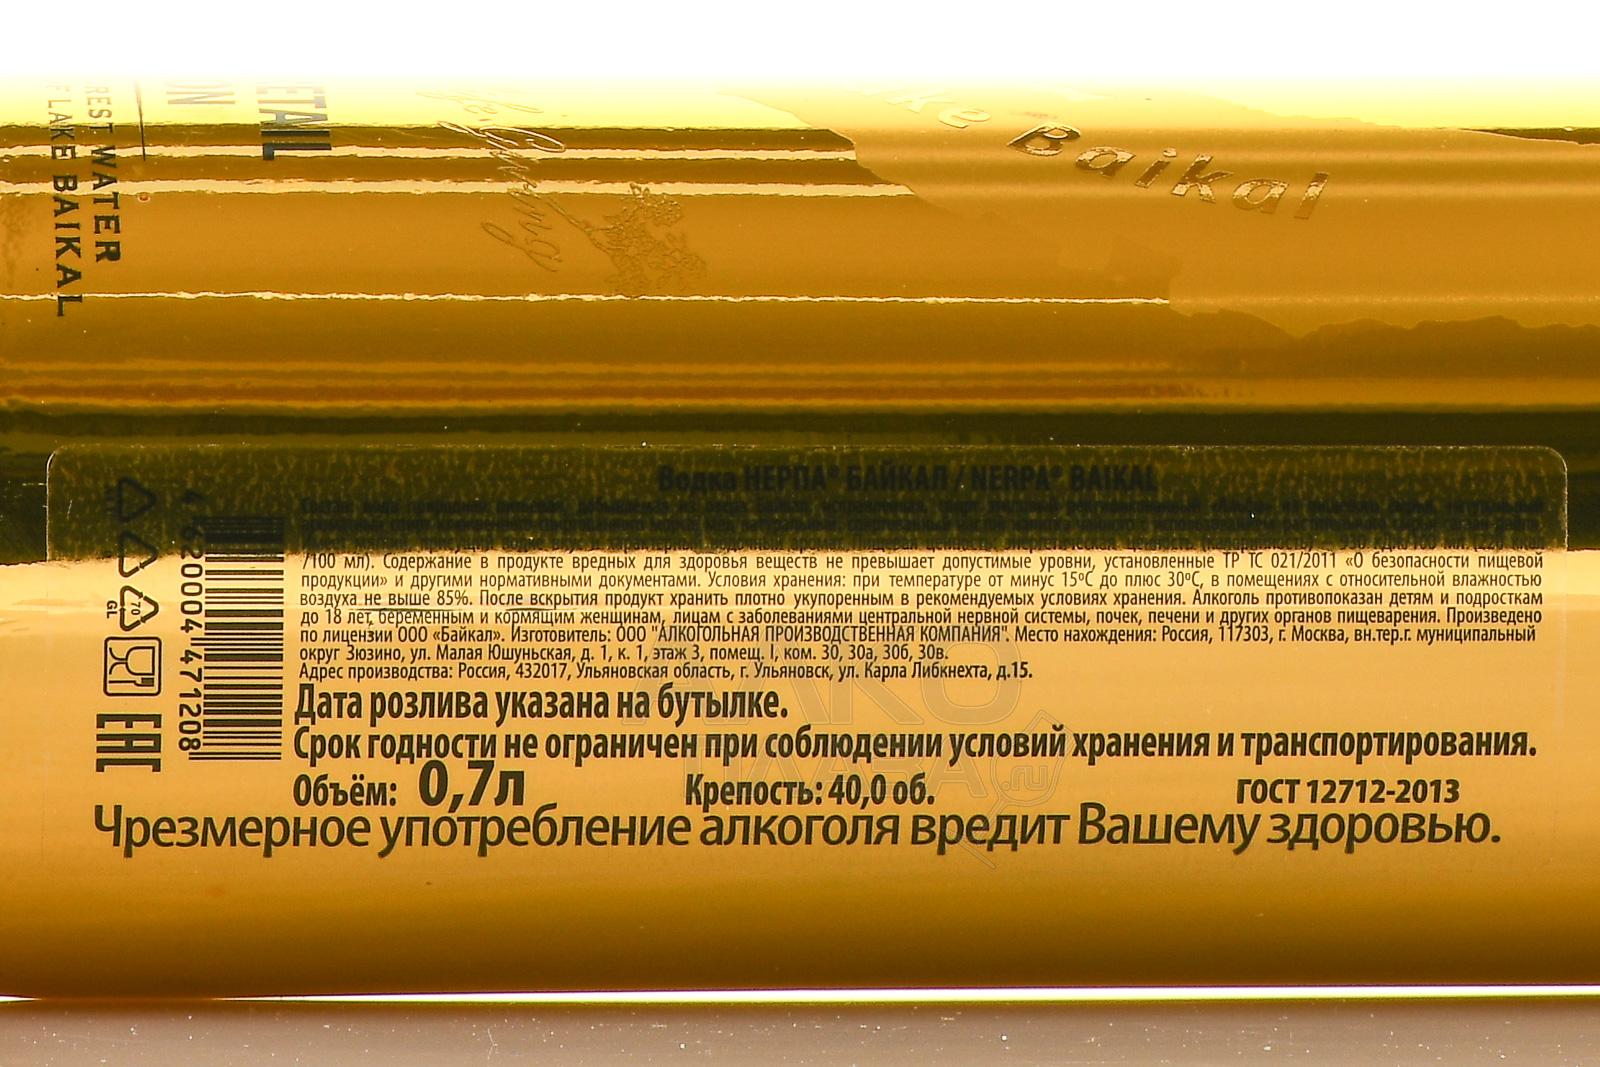 ETAIL
ON
REST WATER
F LAKE BAIKAL
ke Baikal
Водка НЕРПА® БАЙКАЛ / NERPA® BAIKAL
/100 мл). Содержание в продукте вредных для здоровья веществ не превышает допустимые уровни, установленные ТР ТС 021/2011 «О безопасности пищевой
продукции» и другими нормативными документами. Условия хранения: при температуре от минус 15ºС до плюс 30ºС, в помещениях с относительной влажностью
воздуха не выше 85%. После вскрытия продукт хранить плотно укупоренным в рекомендуемых условиях хранения. Алкоголь противопоказан детям и подросткам
до 18 лет, беременным и кормящим женщинам, лицам с заболеваниями центральной нервной системы, почек, печени и других органов пищеварения. Произведено
по лицензии ООО «Байкал». Изготовитель: ООО "АЛКОГОЛЬНАЯ ПРОИЗВОДСТВЕННАЯ КОМПАНИЯ". Место нахождения: Россия, 117303, г. Москва, вн.тер.г. муниципальный
округ Зюзино, ул. Малая Юшуньская, д. 1, к. 1, этаж 3, помещ. I, ком. 30, 30а, 30б, 30в.
Адрес производства: Россия, 432017, Ульяновская область, г. Ульяновск, ул. Карла Либкнехта, д.15.
Дата розлива указана на бутылке.
Срок годности не ограничен при соблюдении условий хранения и транспортирования.
Объём: 0,7л Крепость: 40,0 об. ГОСТ 12712-2013
Чрезмерное употребление алкоголя вредит Вашему здоровью.
4 620004 471208
70
GL
EAC